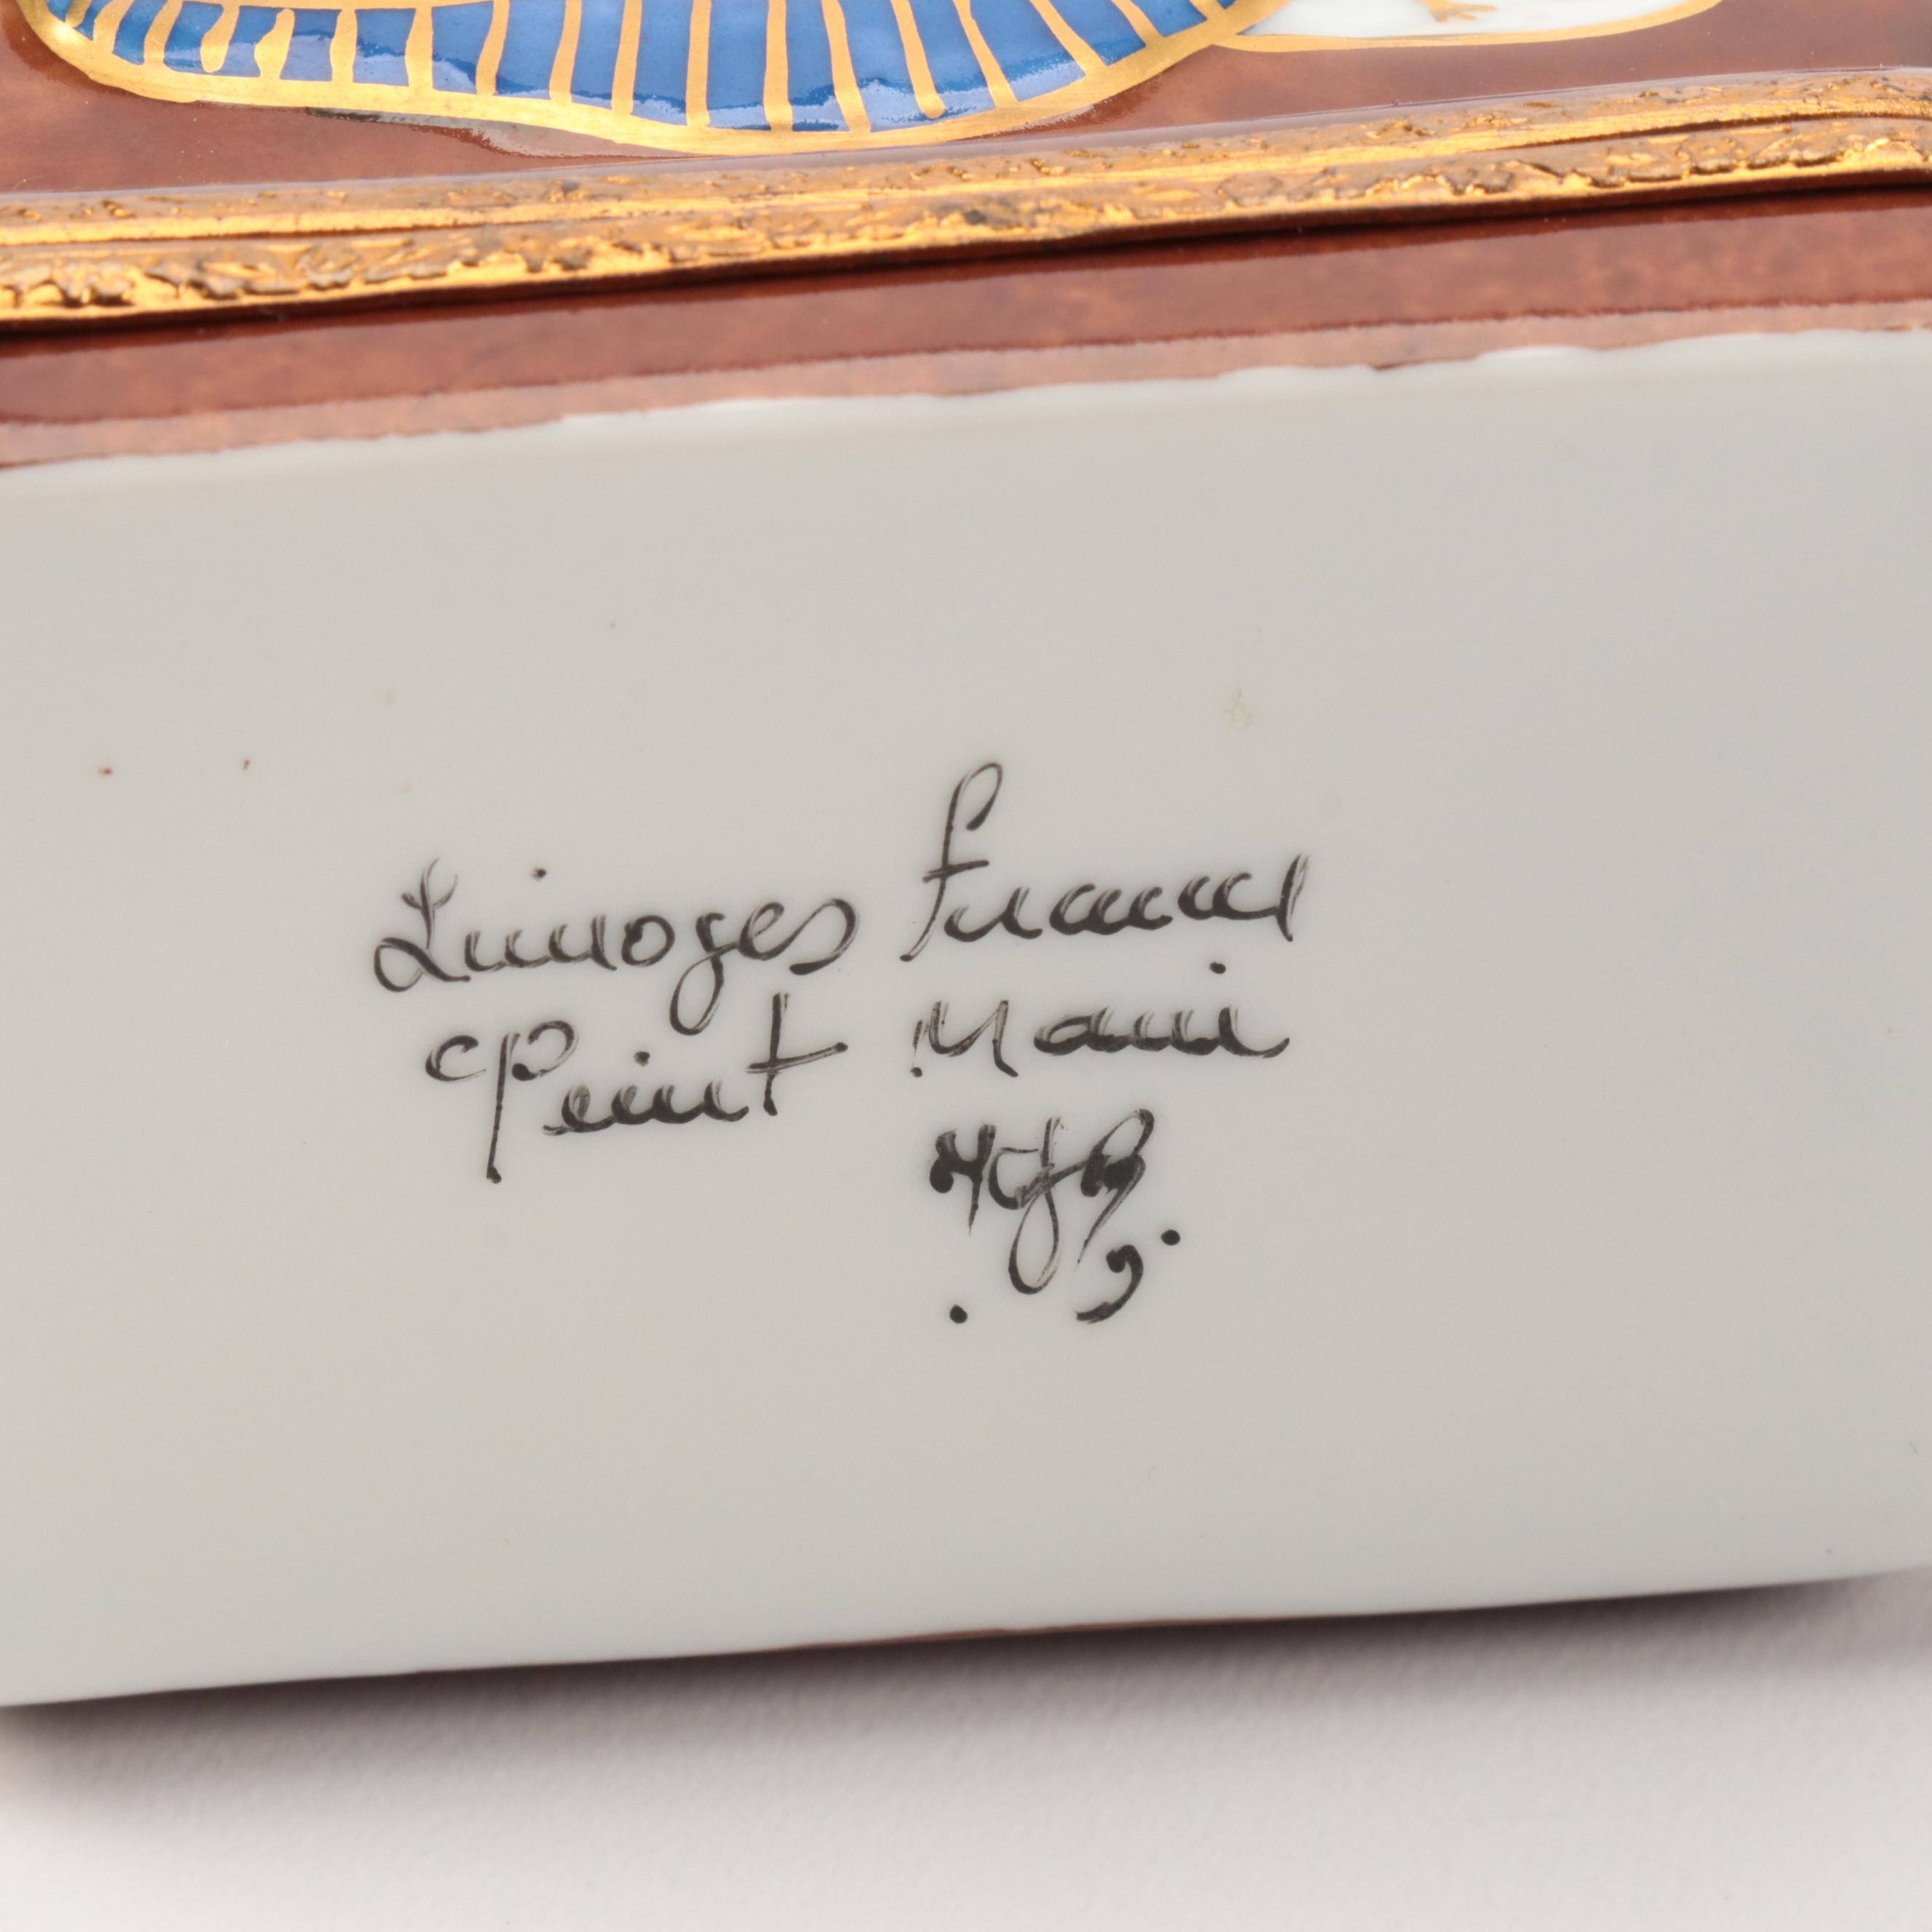 Limoges France
Peint Main